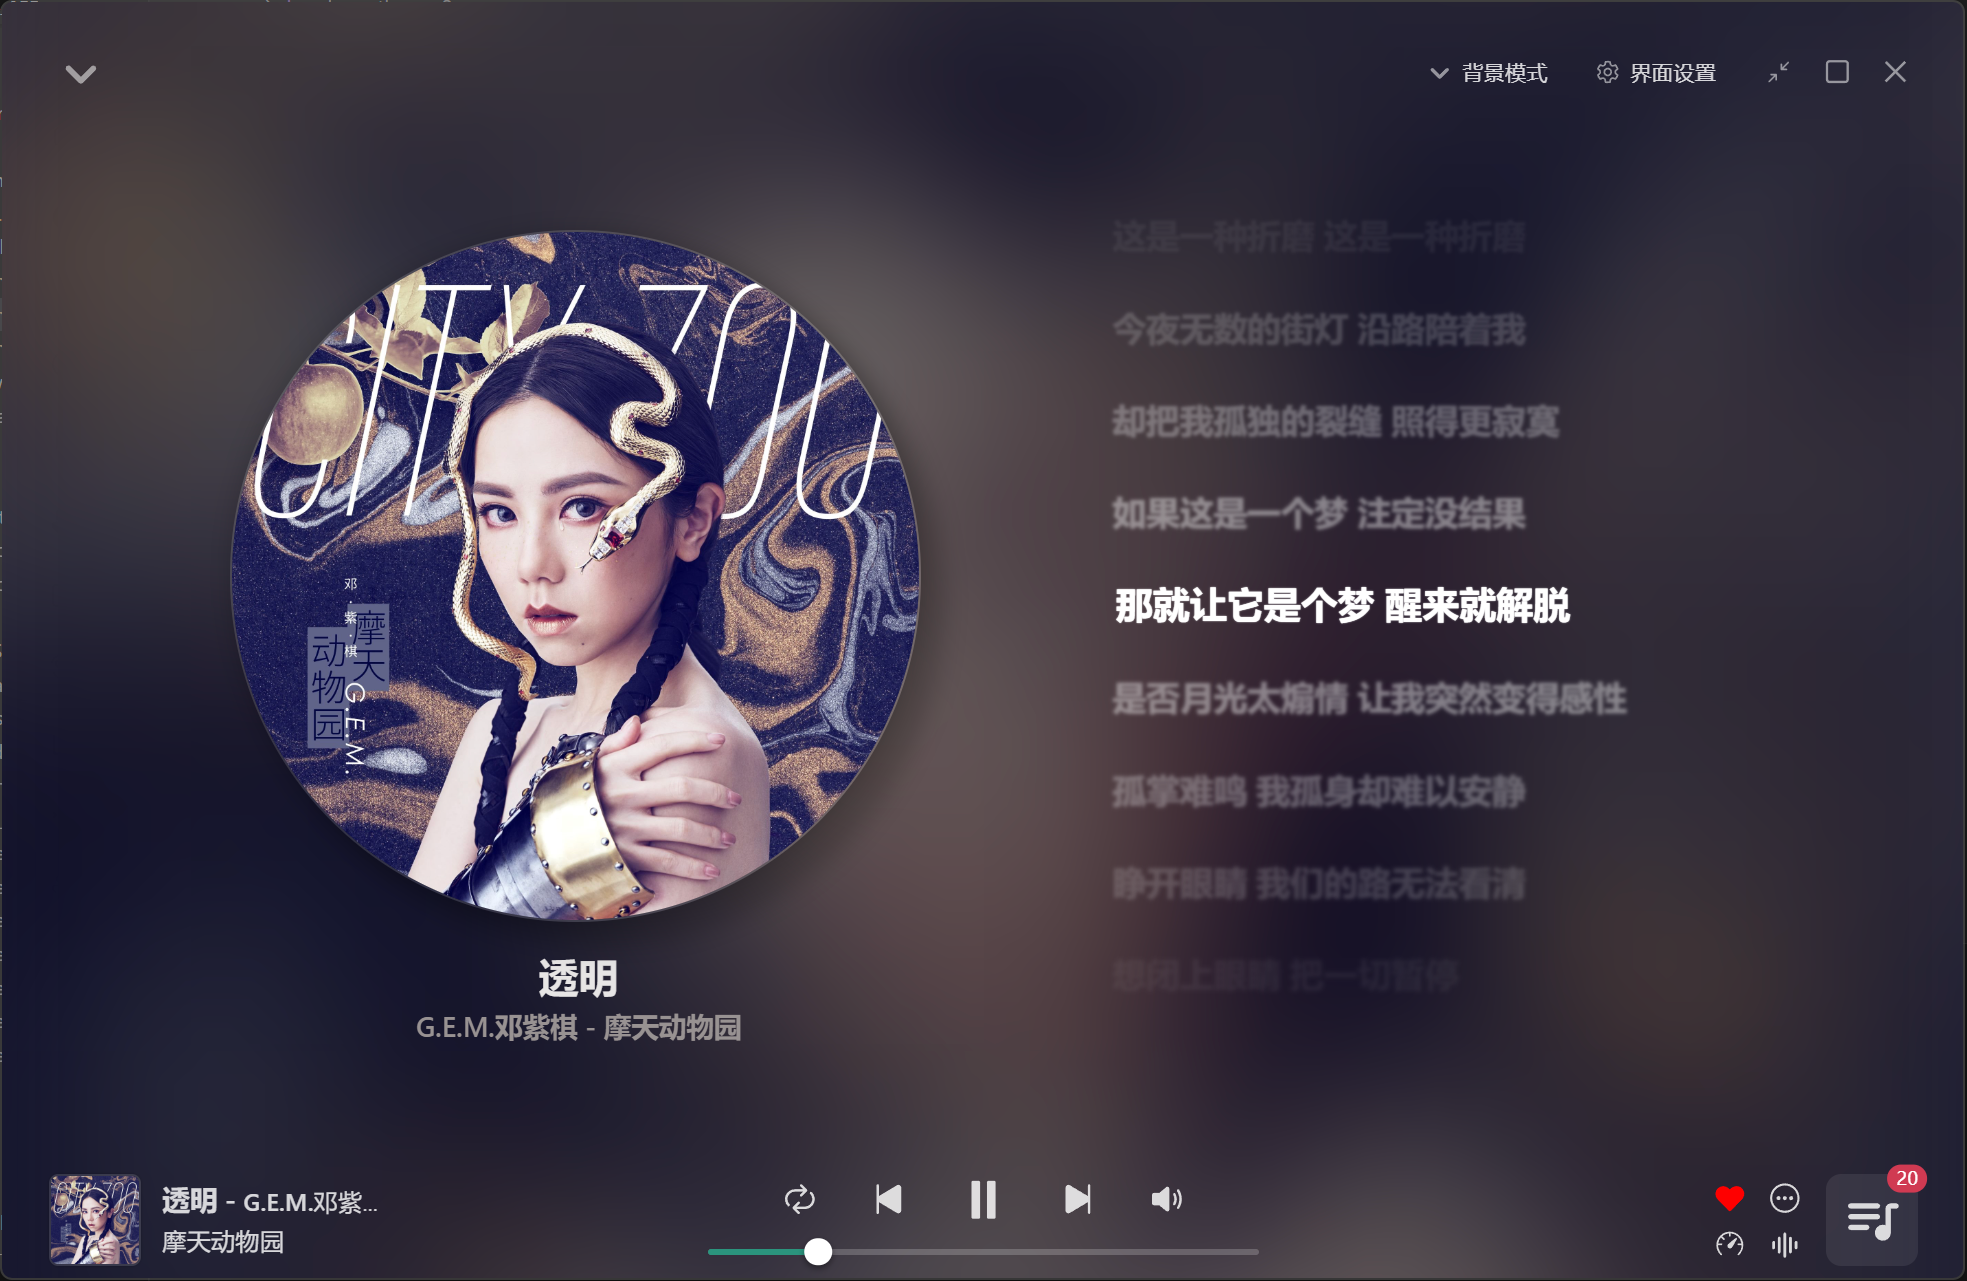 背景模式
界面设置
CITY ZOO
邓·紫·棋 G.E.M.
摩天
动物园
透明
G.E.M.邓紫棋 - 摩天动物园
这是一种折磨 这是一种折磨
今夜无数的街灯 沿路陪着我
却把我孤独的裂缝 照得更寂寞
如果这是一个梦 注定没结果
那就让它是个梦 醒来就解脱
是否月光太煽情 让我突然变得感性
孤掌难鸣 我孤身却难以安静
睁开眼睛 我们的路无法看清
想闭上眼睛 把一切暂停
透明 - G.E.M.邓紫...
摩天动物园
20